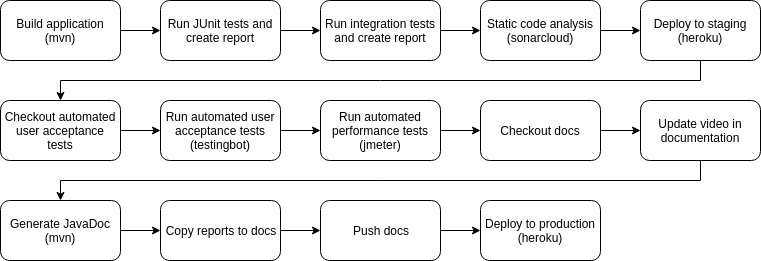 Build application
(mvn)
Run JUnit tests and
create report
Run integration tests
and create report
Static code analysis
(sonarcloud)
Deploy to staging
(heroku)
Checkout automated
user acceptance
tests
Run automated user
acceptance tests
(testingbot)
Run automated
performance tests
(jmeter)
Checkout docs
Update video in
documentation
Generate JavaDoc
(mvn)
Copy reports to docs
Push docs
Deploy to production
(heroku)